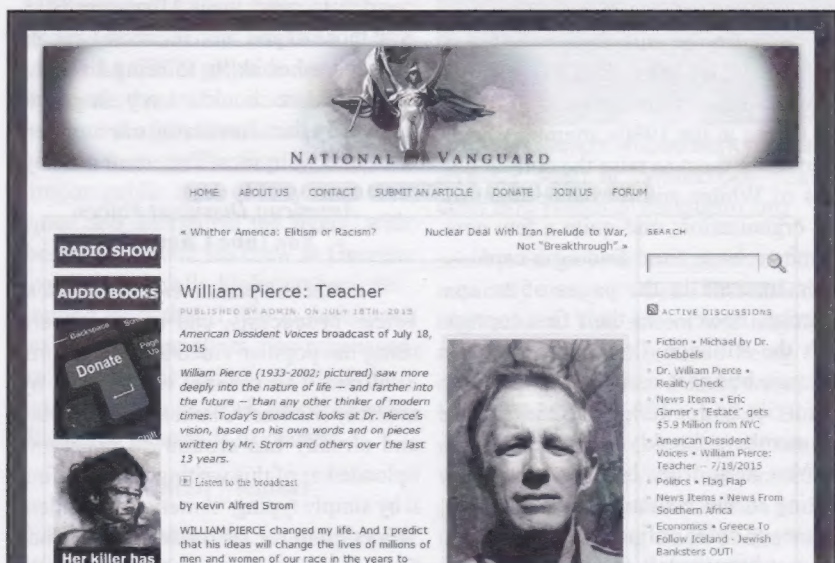 NATIONAL VANGUARD
HOME ABOUT US CONTACT SUBMIT AN ARTICLE DONATE JOIN US FORUM
RADIO SHOW
AUDIO BOOKS
Backspace
Page Up
Donate
Shift
Her killer has
« Whither America: Elitism or Racism?
Nuclear Deal With Iran Prelude to War,
Not "Breakthrough" »
William Pierce: Teacher
PUBLISHED BY ADMIN, ON JULY 18TH, 2015
American Dissident Voices broadcast of July 18,
2015
William Pierce (1933-2002; pictured) saw more
deeply into the nature of life -- and farther into
the future -- than any other thinker of modern
times. Today's broadcast looks at Dr. Pierce's
vision, based on his own words and on pieces
written by Mr. Strom and others over the last
13 years.
Listen to the broadcast
by Kevin Alfred Strom
WILLIAM PIERCE changed my life. And I predict
that his ideas will change the lives of millions of
men and women of our race in the years to
SEARCH
ACTIVE DISCUSSIONS
Fiction • Michael by Dr.
Goebbels
Dr. William Pierce •
Reality Check
News Items • Eric
Garner's "Estate" gets
$5.9 Million from NYC
American Dissident
Voices • William Pierce:
Teacher -- 7/18/2015
Politics • Flag Flap
News Items • News From
Southern Africa
Economics • Greece To
Follow Iceland - Jewish
Banksters OUT!